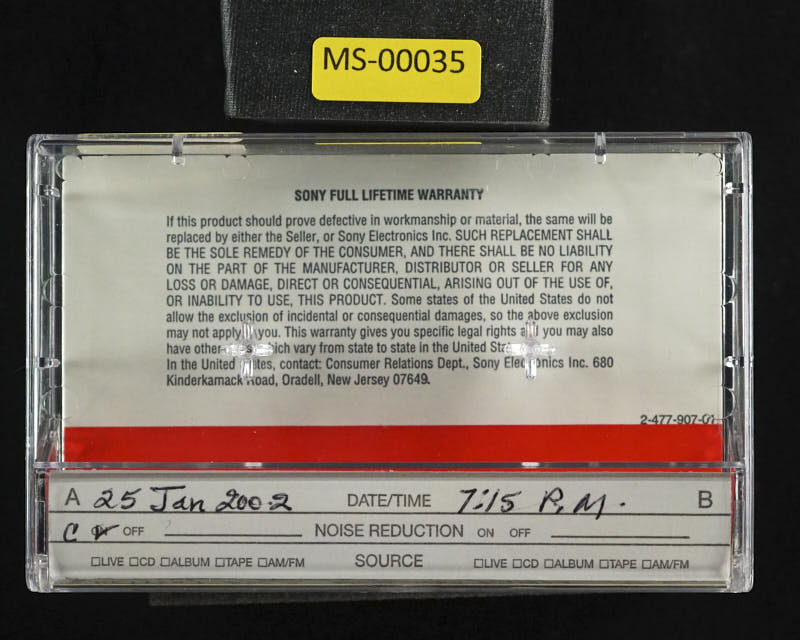 MS-00035
SONY FULL LIFETIME WARRANTY
If this product should prove defective in workmanship or material, the same will be
replaced by either the Seller, or Sony Electronics Inc. SUCH REPLACEMENT SHALL
BE THE SOLE REMEDY OF THE CONSUMER, AND THERE SHALL BE NO LIABILITY
ON THE PART OF THE MANUFACTURER, DISTRIBUTOR OR SELLER FOR ANY
LOSS OR DAMAGE, DIRECT OR CONSEQUENTIAL, ARISING OUT OF THE USE OF,
OR INABILITY TO USE, THIS PRODUCT. Some states of the United States do not
allow the exclusion of incidental or consequential damages, so the above exclusion
may not apply you. This warranty gives you specific legal rights and you may also
have other which vary from state to state in the United
In the United States, contact: Consumer Relations Dept., Sony Electronics Inc. 680
Kinderkamack Road, Oradell, New Jersey 07649.
2-477-907-01
A 25 Jan 2002 DATE/TIME 7:15 P.M. B
C OFF NOISE REDUCTION ON OFF
☐LIVE ☐CD ☐ALBUM ☐TAPE ☐AM/FM SOURCE ☐LIVE ☐CD ☐ALBUM ☐TAPE ☐AM/FM